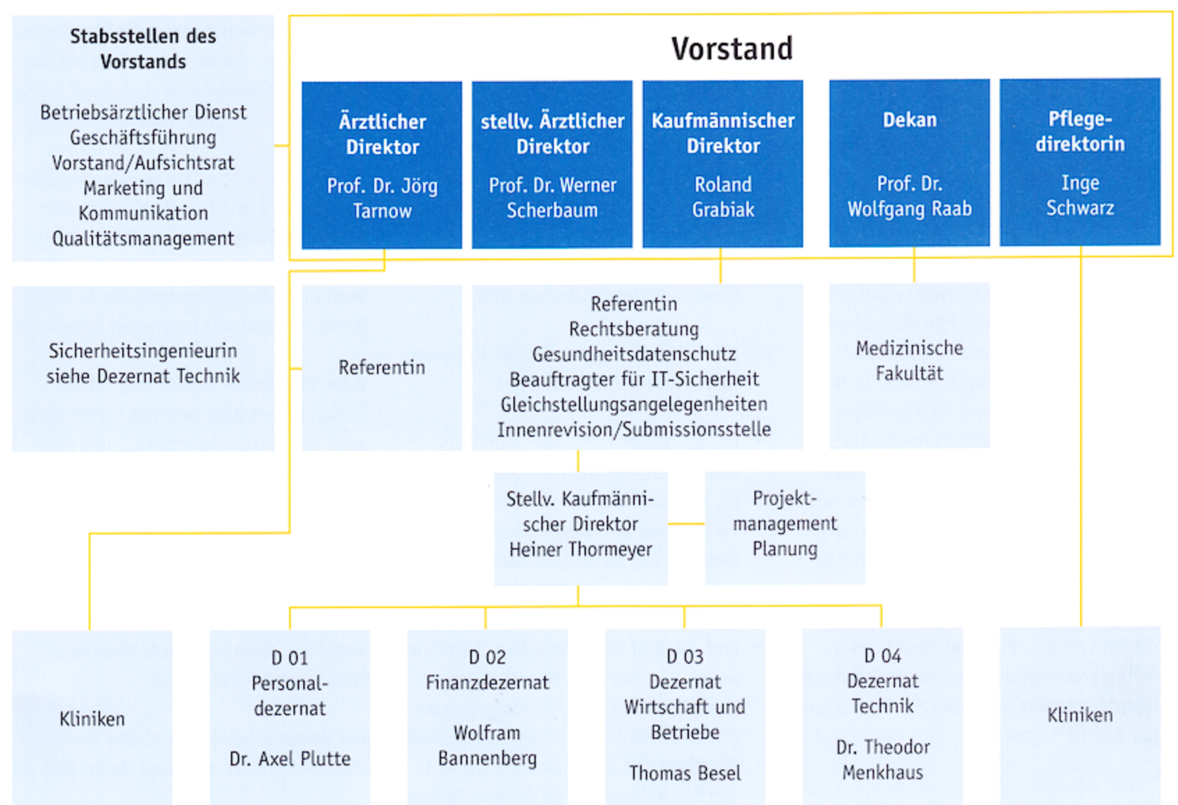 Stabsstellen des
Vorstands
Betriebsärztlicher Dienst
Geschäftsführung
Vorstand/Aufsichtsrat
Marketing und
Kommunikation
Qualitätsmanagement
Vorstand
Ärztlicher
Direktor
Prof. Dr. Jörg
Tarnow
stellv. Ärztlicher
Direktor
Prof. Dr. Werner
Scherbaum
Kaufmännischer
Direktor
Roland
Grabiak
Dekan
Prof. Dr.
Wolfgang Raab
Pflege-
direktorin
Inge
Schwarz
Sicherheitsingenieurin
siehe Dezernat Technik
Referentin
Referentin
Rechtsberatung
Gesundheitsdatenschutz
Beauftragter für IT-Sicherheit
Gleichstellungsangelegenheiten
Innenrevision/Submissionsstelle
Medizinische
Fakultät
Stellv. Kaufmänni-
scher Direktor
Heiner Thormeyer
Projekt-
management
Planung
Kliniken
D 01
Personal-
dezernat
Dr. Axel Plutte
D 02
Finanzdezernat
Wolfram
Bannenberg
D 03
Dezernat
Wirtschaft und
Betriebe
Thomas Besel
D 04
Dezernat
Technik
Dr. Theodor
Menkhaus
Kliniken